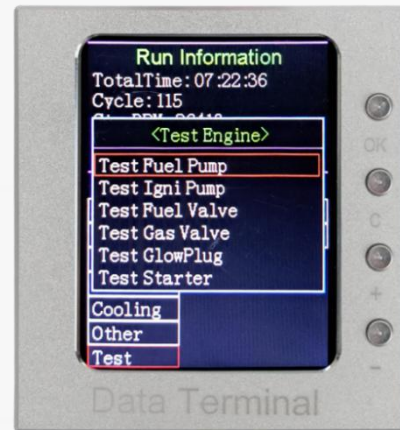 Run Information
TotalTime:07:22:36
Cycle:115
<Test Engine>
Test Fuel Pump
Test Igni Pump
Test Fuel Valve
Test Gas Valve
Test GlowPlug
Test Starter
Cooling
Other
Test
OK
C
+
-
Data Terminal